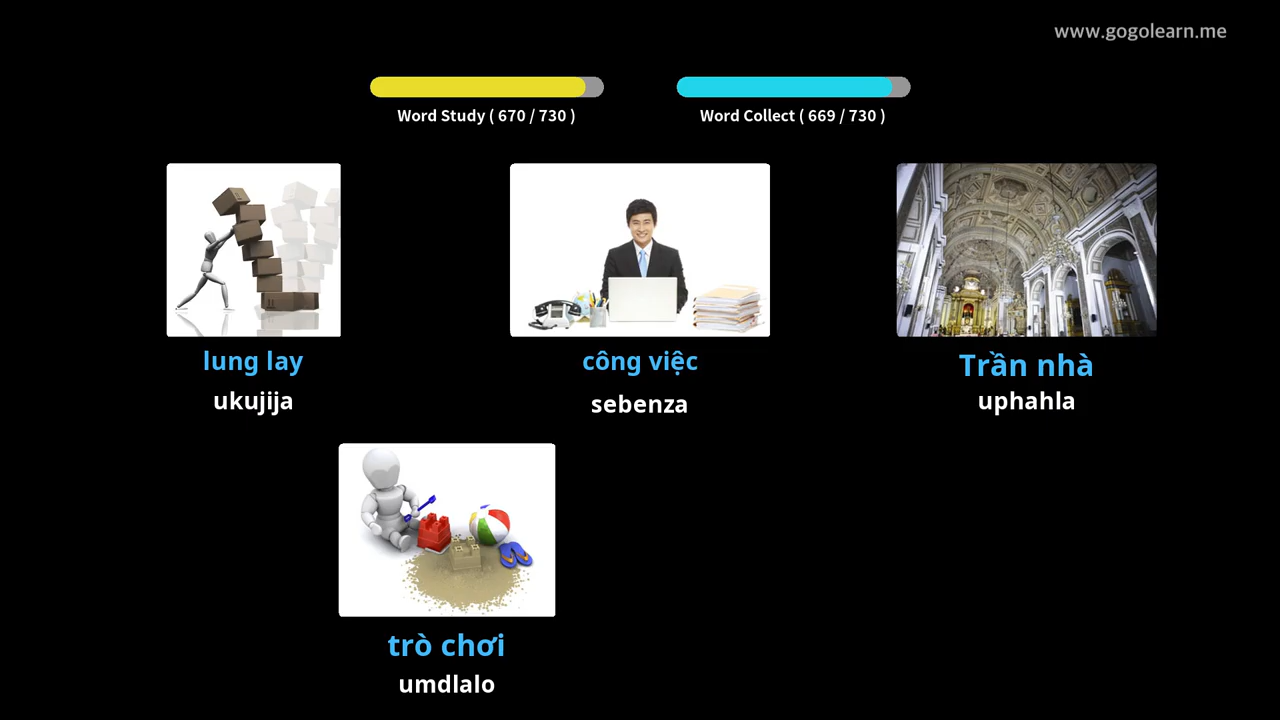 www.gogolearn.me
Word Study ( 670 / 730 )
Word Collect ( 669 / 730 )
lung lay
ukujija
công việc
sebenza
Trần nhà
uphahla
trò chơi
umdlalo